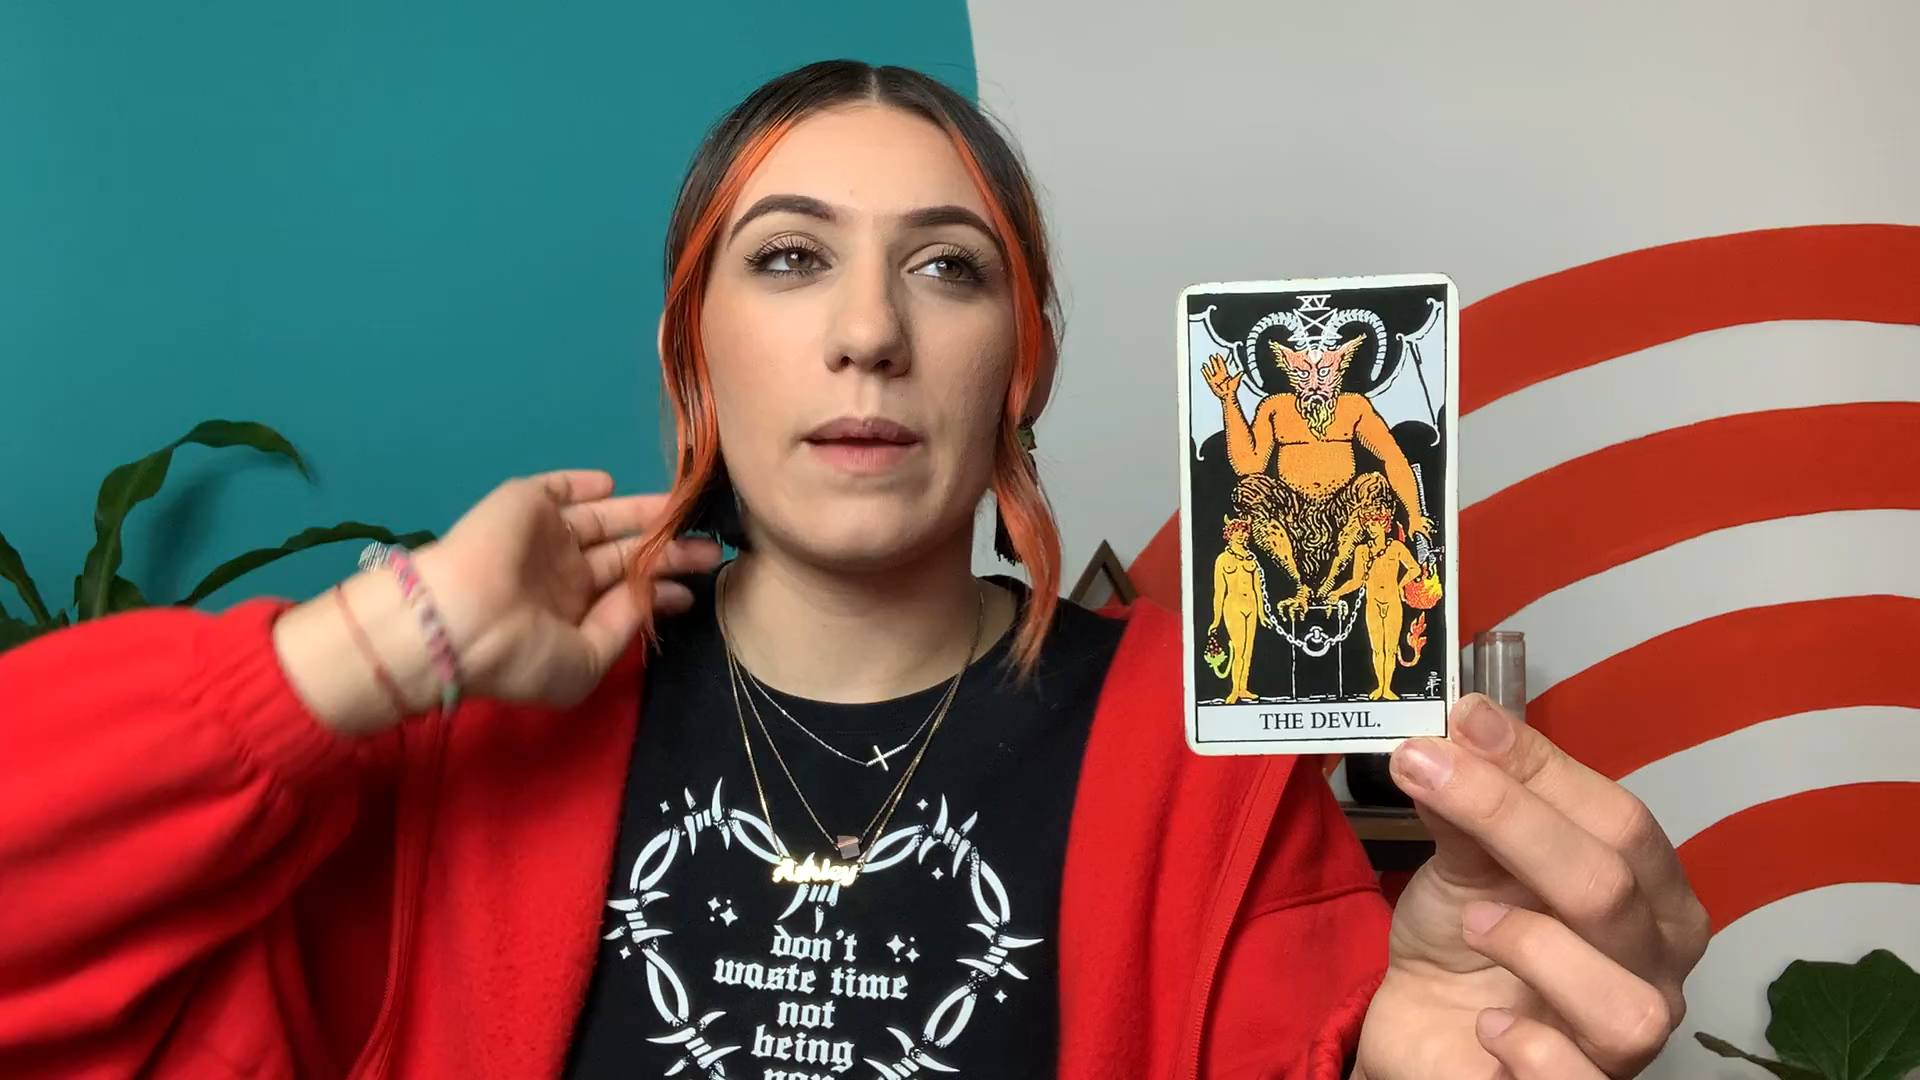 XV
THE DEVIL.
Ashley
don't
waste time
not
being